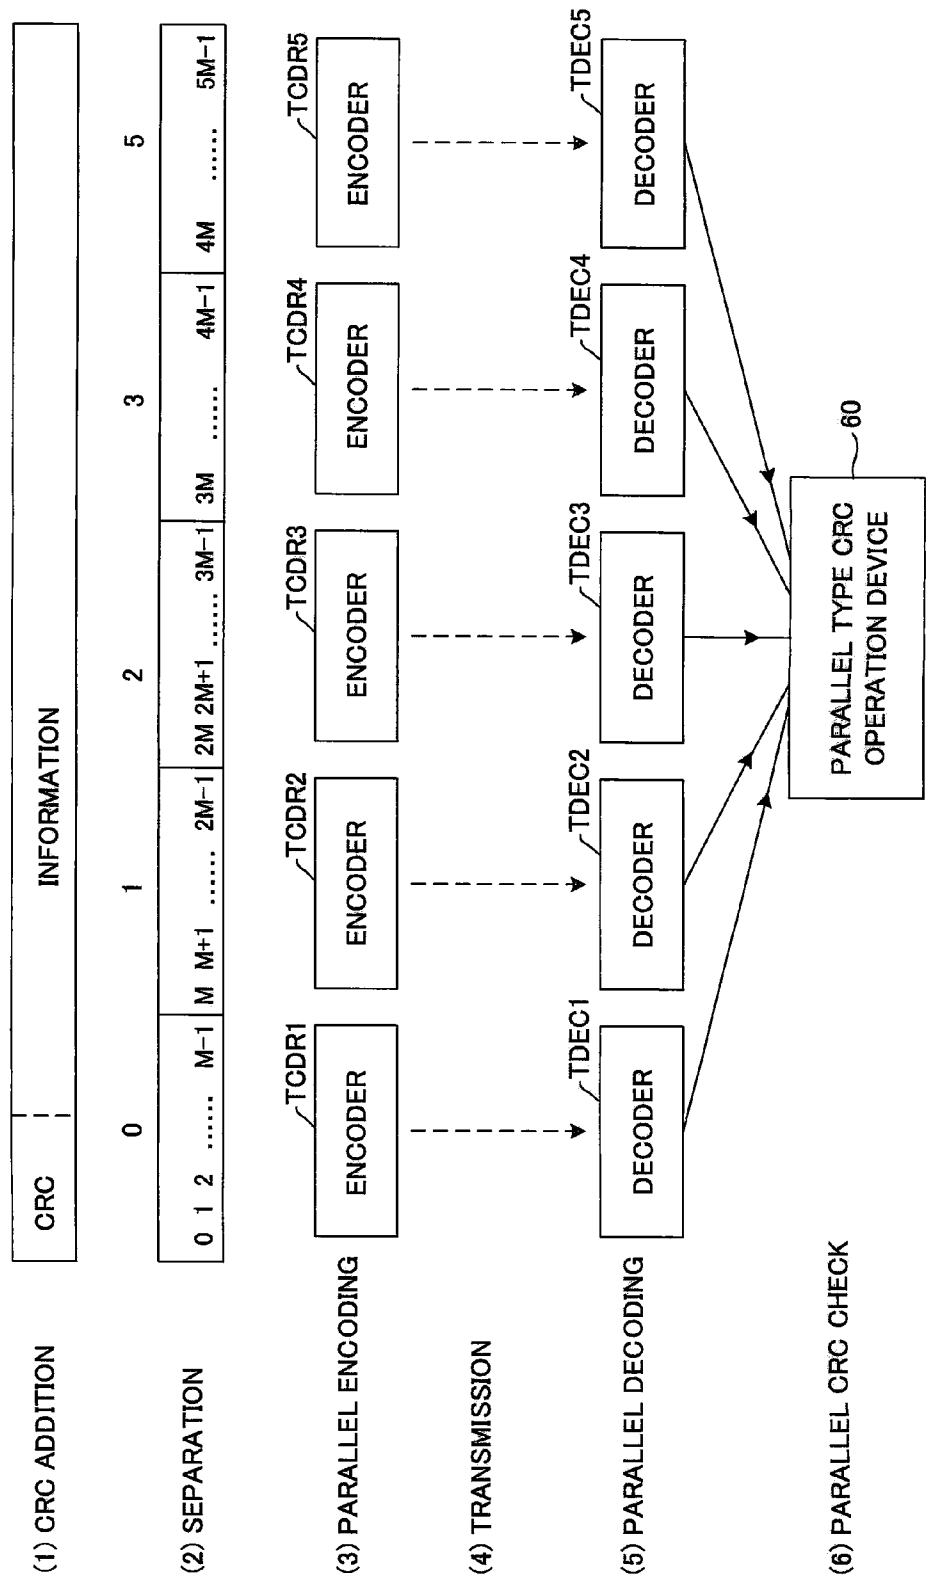 (1) CRC ADDITION
CRC
INFORMATION
0
1
2
3
5
(2) SEPARATION
0 1 2 ...... M-1
M M+1 ...... 2M-1
2M 2M+1 ...... 3M-1
3M ...... 4M-1
4M ...... 5M-1
TCDR1
TCDR2
TCDR3
TCDR4
TCDR5
(3) PARALLEL ENCODING
ENCODER
ENCODER
ENCODER
ENCODER
ENCODER
(4) TRANSMISSION
TDEC1
TDEC2
TDEC3
TDEC4
TDEC5
(5) PARALLEL DECODING
DECODER
DECODER
DECODER
DECODER
DECODER
60
(6) PARALLEL CRC CHECK
PARALLEL TYPE CRC
OPERATION DEVICE